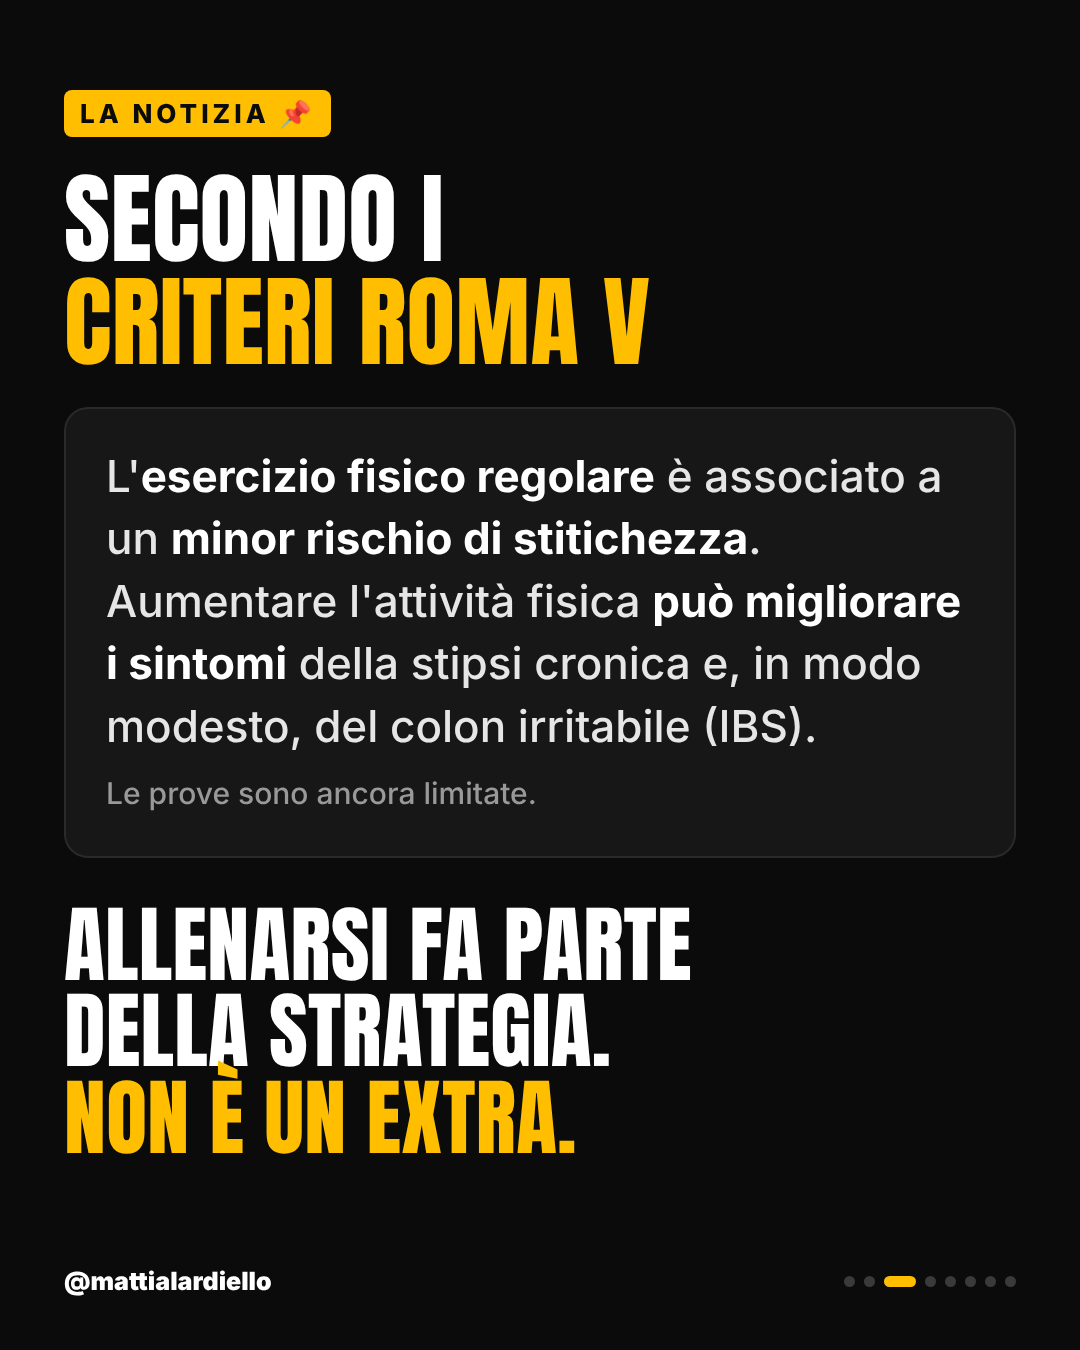 LA NOTIZIA 📌
SECONDO I
CRITERI ROMA V
L'esercizio fisico regolare è associato a
un minor rischio di stitichezza.
Aumentare l'attività fisica può migliorare
i sintomi della stipsi cronica e, in modo
modesto, del colon irritabile (IBS).
Le prove sono ancora limitate.
ALLENARSI FA PARTE
DELLA STRATEGIA.
NON È UN EXTRA.
@mattialardiello